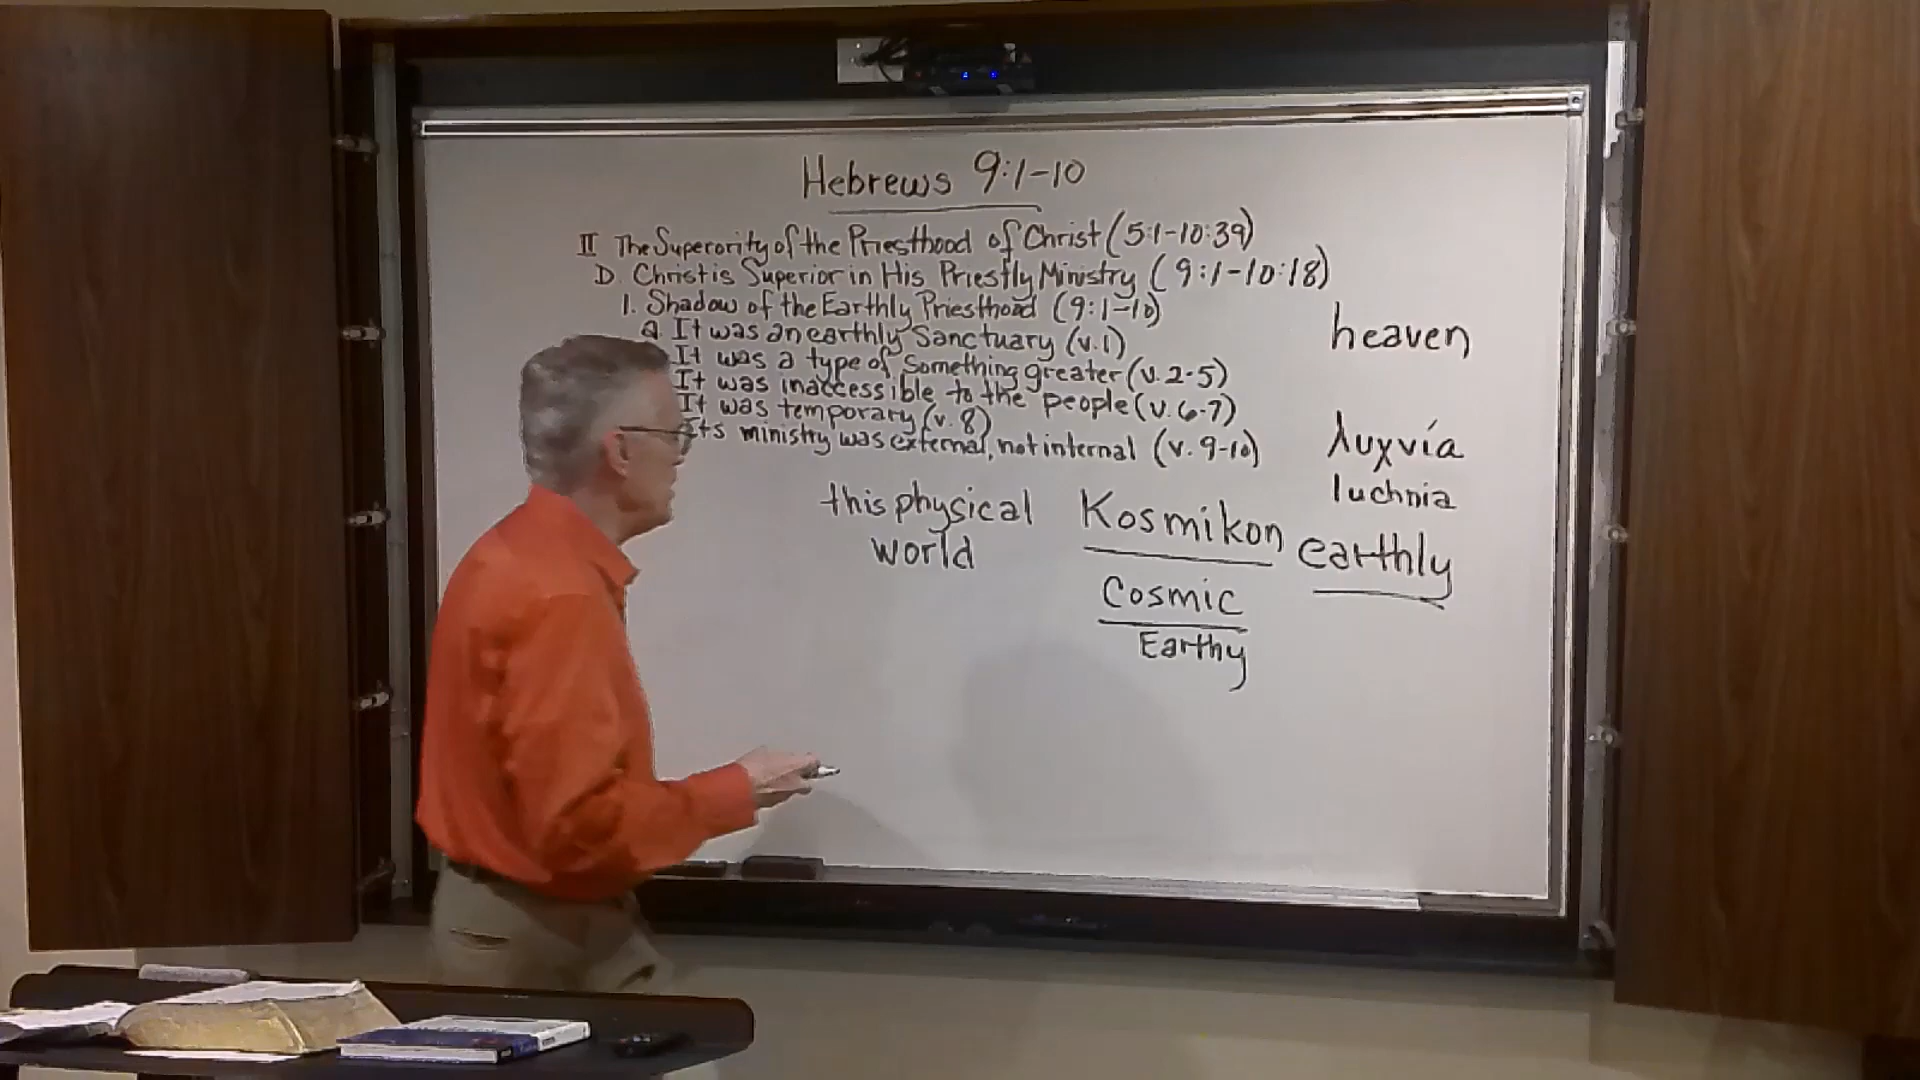 Hebrews 9:1-10
II The Superority of the Priesthood of Christ (5:1-10:39)
D. Christ is Superior in His Priestly Ministry (9:1-10:18)
1. Shadow of the Earthly Priesthood (9:1-10)
a. It was an earthly Sanctuary (v.1)
It was a type of Something greater (v.2-5)
It was inaccessible to the people (v.6-7)
It was temporary (v.8)
Its ministry was external, not internal (v.9-10)
heaven
λυχνία
luchnia
this physical
world
Kosmikon
earthly
Cosmic
Earthy